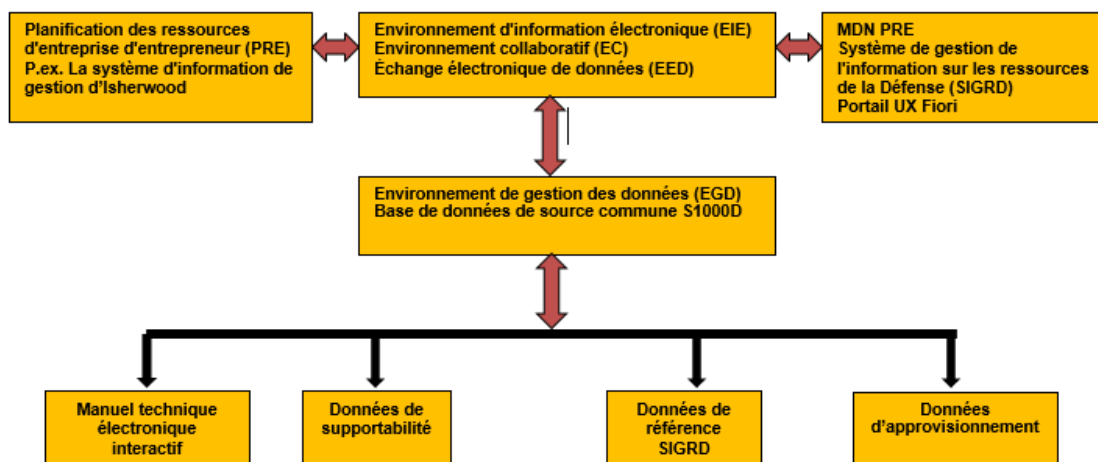 Planification des ressources
d'entreprise d'entrepreneur (PRE)
P.ex. La système d'information de
gestion d'Isherwood
Environnement d'information électronique (EIE)
Environnement collaboratif (EC)
Échange électronique de données (EED)
MDN PRE
Système de gestion de
l'information sur les ressources
de la Défense (SIGRD)
Portail UX Fiori
Environnement de gestion des données (EGD)
Base de données de source commune S1000D
Manuel technique
électronique
interactif
Données de
supportabilité
Données de
référence
SIGRD
Données
d'approvisionnement